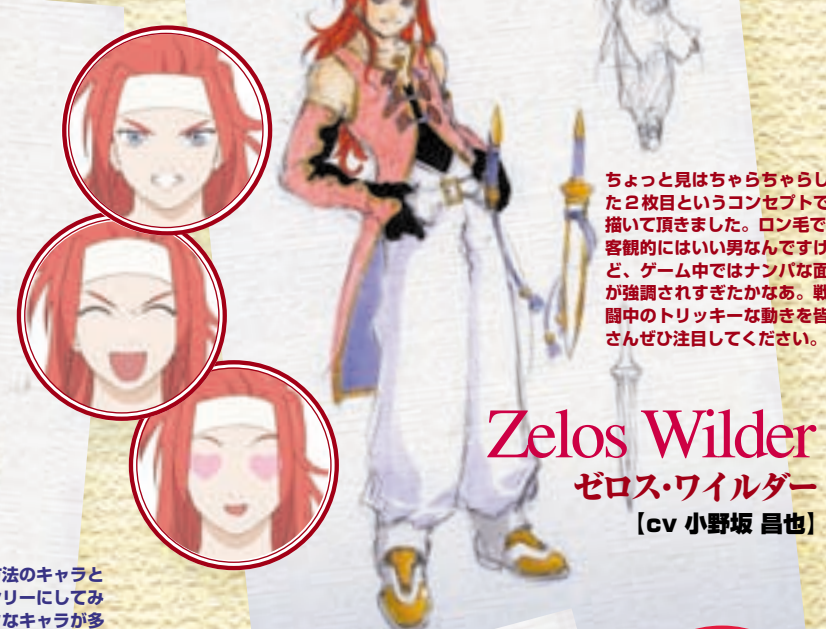 ちょっと見はちゃらちゃらし
た２枚目というコンセプトで
描いて頂きました。ロン毛で
客観的にはいい男なんですけ
ど、ゲーム中ではナンパな面
が強調されすぎたかなあ。戦
闘中のトリッキーな動きを皆
さんぜひ注目してください。
Zelos Wilder
ゼロス・ワイルダー
【cv 小野坂 昌也】
法のキャラと
リーにしてみ
なキャラが多